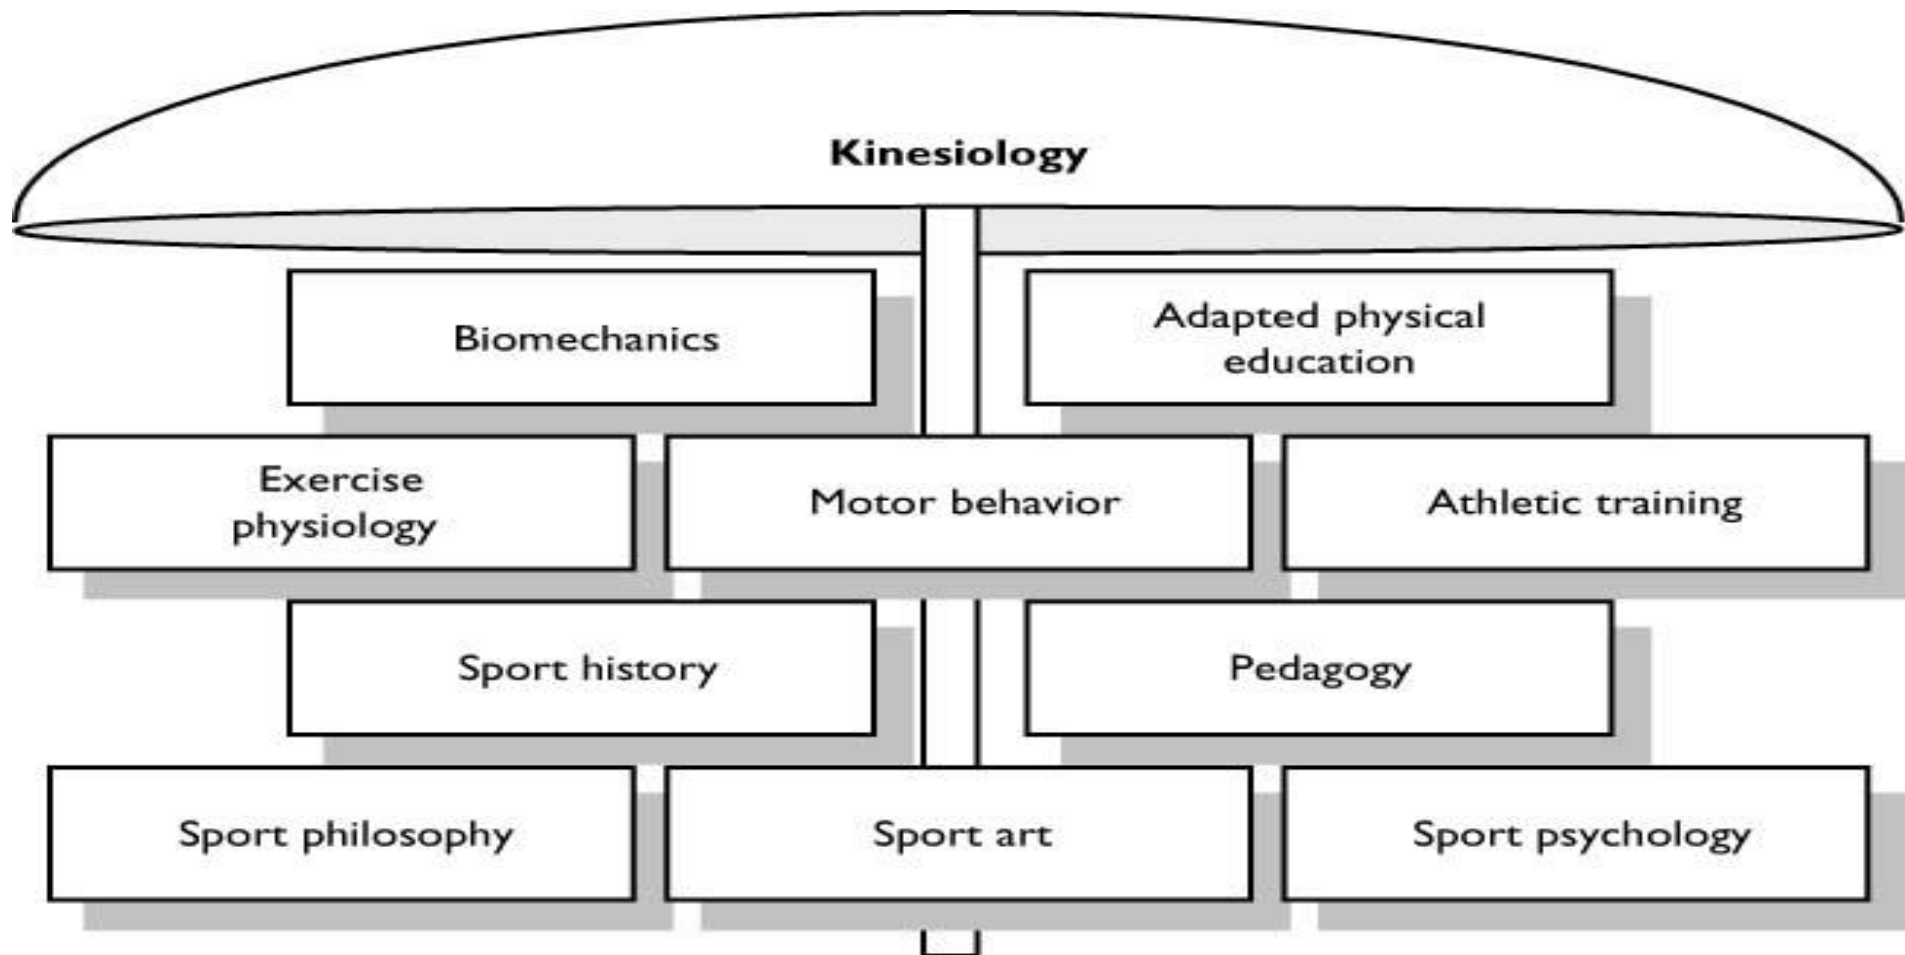 Kinesiology
Biomechanics
Adapted physical
education
Exercise
physiology
Motor behavior
Athletic training
Sport history
Pedagogy
Sport philosophy
Sport art
Sport psychology